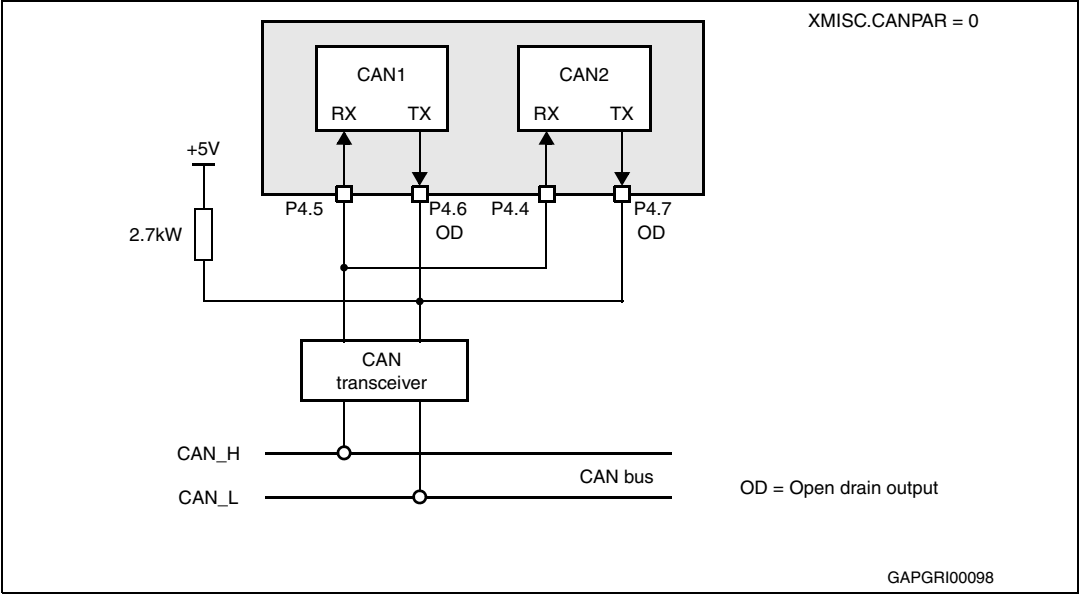 XMISC.CANPAR = 0
CAN1
CAN2
RX
TX
RX
TX
+5V
P4.5
P4.6
P4.4
P4.7
OD
OD
2.7kW
CAN
transceiver
CAN_H
CAN bus
CAN_L
OD = Open drain output
GAPGRI00098